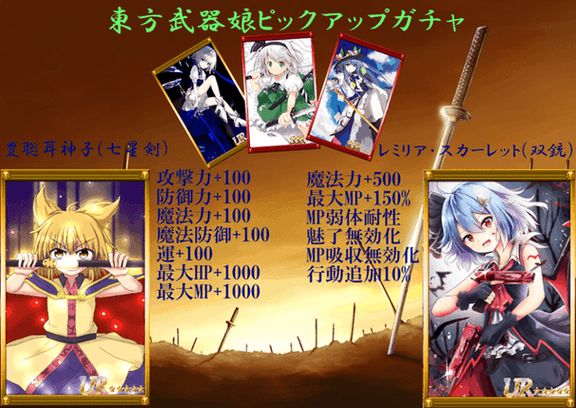 東方武器娘ピックアップガチャ
UR
UR
UR
豊聡耳神子(七星剣)
レミリア・スカーレット(双銃)
攻撃力+100
防御力+100
魔法力+100
魔法防御+100
運+100
最大HP+1000
最大MP+1000
魔法力+500
最大MP+150%
MP弱体耐性
魅了無効化
MP吸収無効化
行動追加10%
UR★★★★★
UR★★★★★